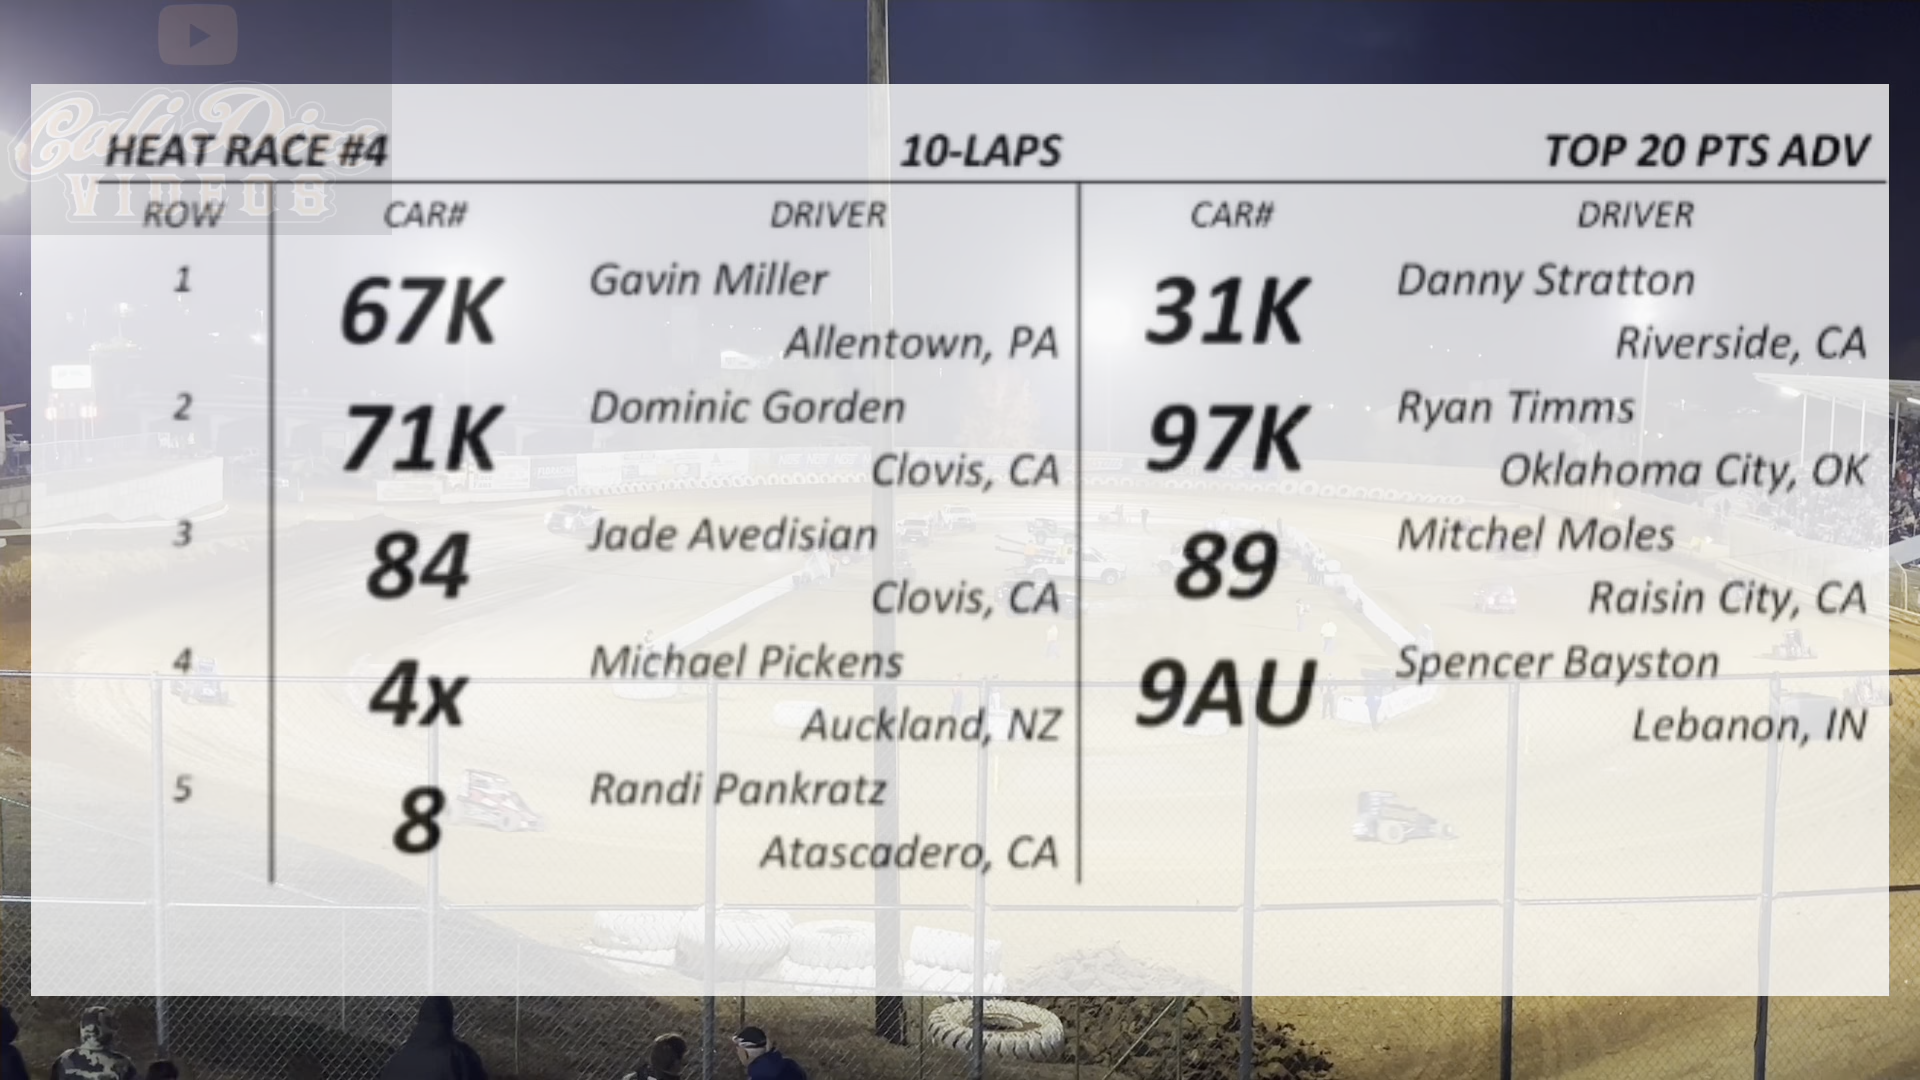 Cali Dirt
VIDEOS
HEAT RACE #4 10-LAPS TOP 20 PTS ADV
ROW CAR# DRIVER CAR# DRIVER
1 67K Gavin Miller 31K Danny Stratton
Allentown, PA Riverside, CA
2 71K Dominic Gorden 97K Ryan Timms
Clovis, CA Oklahoma City, OK
3 84 Jade Avedisian 89 Mitchel Moles
Clovis, CA Raisin City, CA
4 4x Michael Pickens 9AU Spencer Bayston
Auckland, NZ Lebanon, IN
5 8 Randi Pankratz
Atascadero, CA